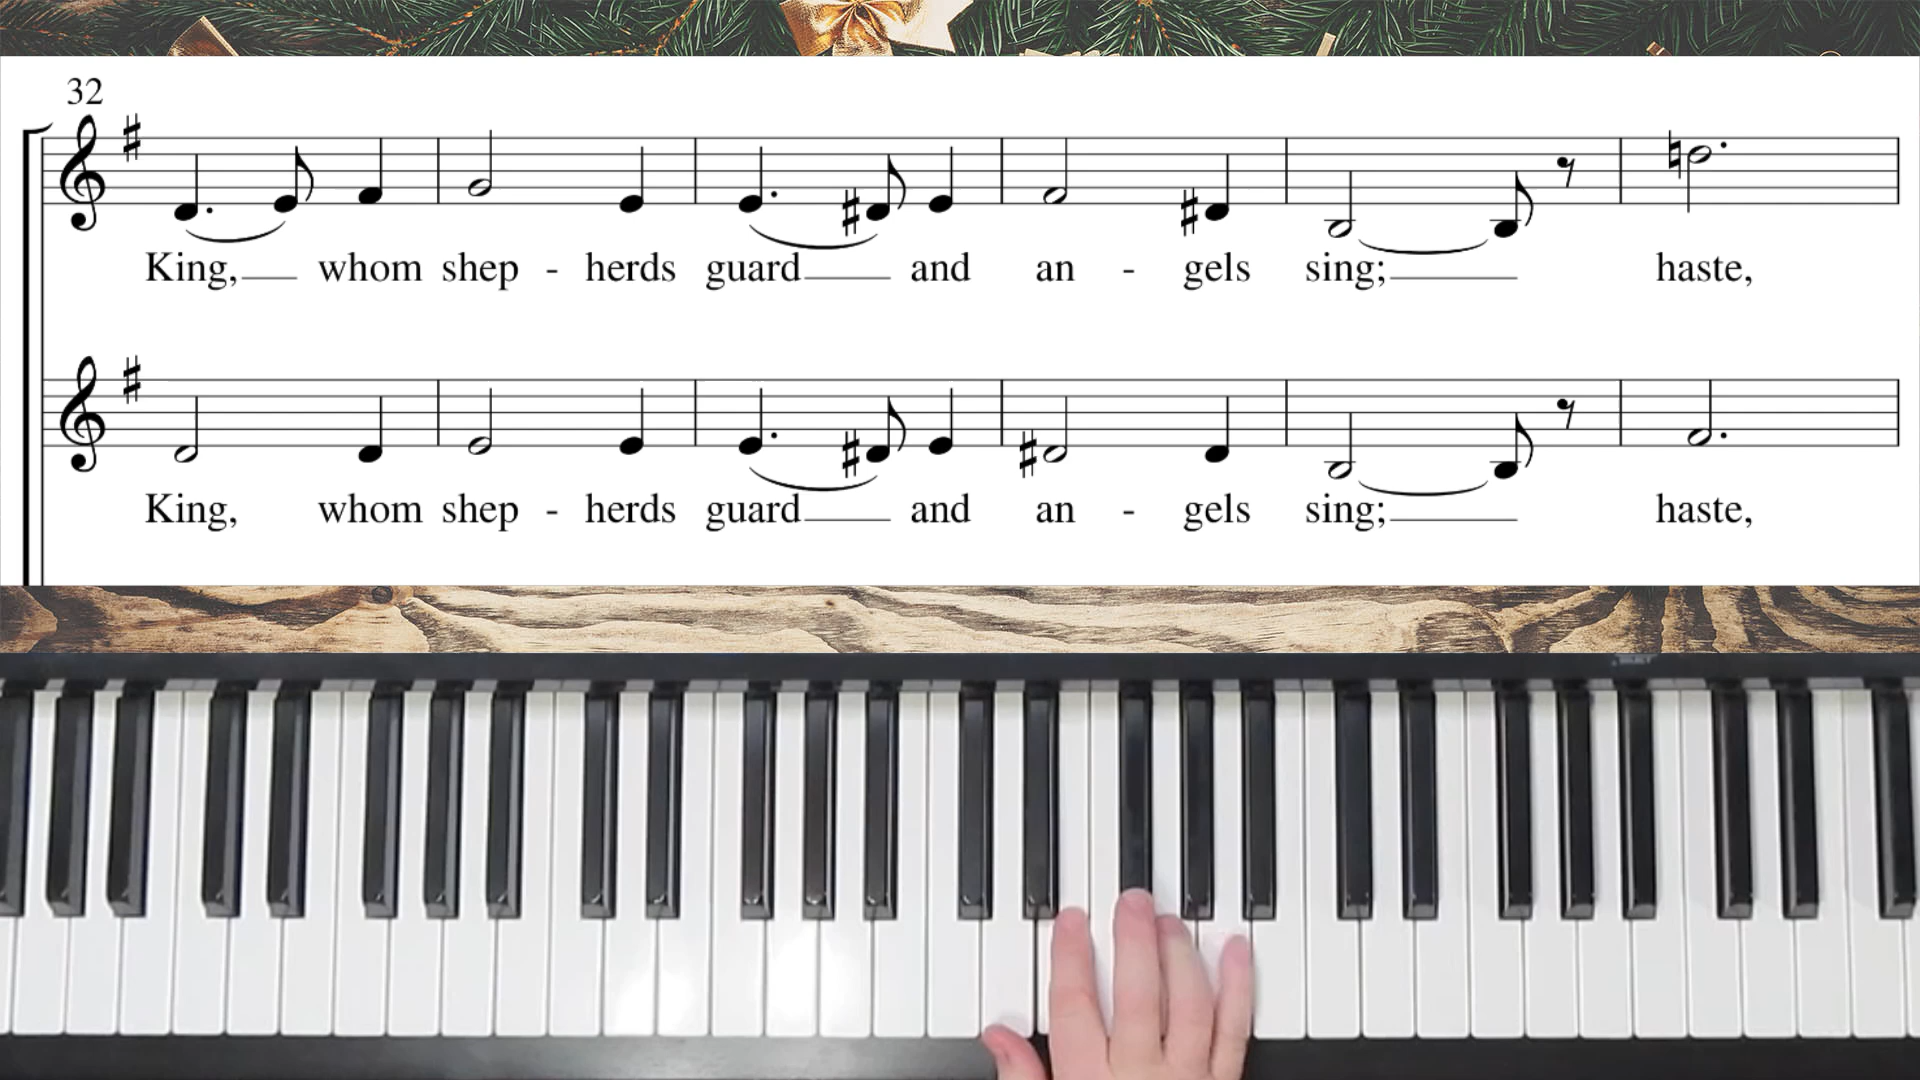 32
King, whom shep - herds guard and an - gels sing; haste,
King, whom shep - herds guard and an - gels sing; haste,